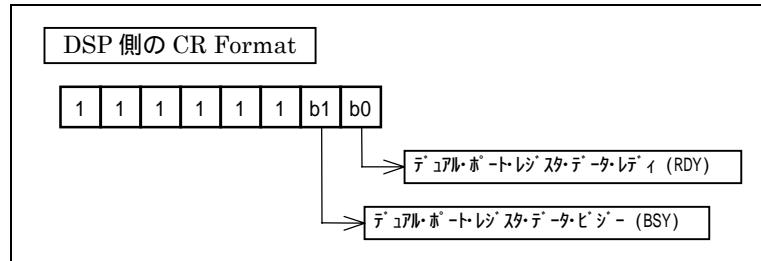 DSP 側の CR Format
1 1 1 1 1 1 b1 b0
ﾃﾞｭｱﾙ･ﾎﾟｰﾄ･ﾚｼﾞｽﾀ･ﾃﾞｰﾀ･ﾚﾃﾞｨ (RDY)
ﾃﾞｭｱﾙ･ﾎﾟｰﾄ･ﾚｼﾞｽﾀ･ﾃﾞｰﾀ･ﾋﾞｼﾞｰ (BSY)